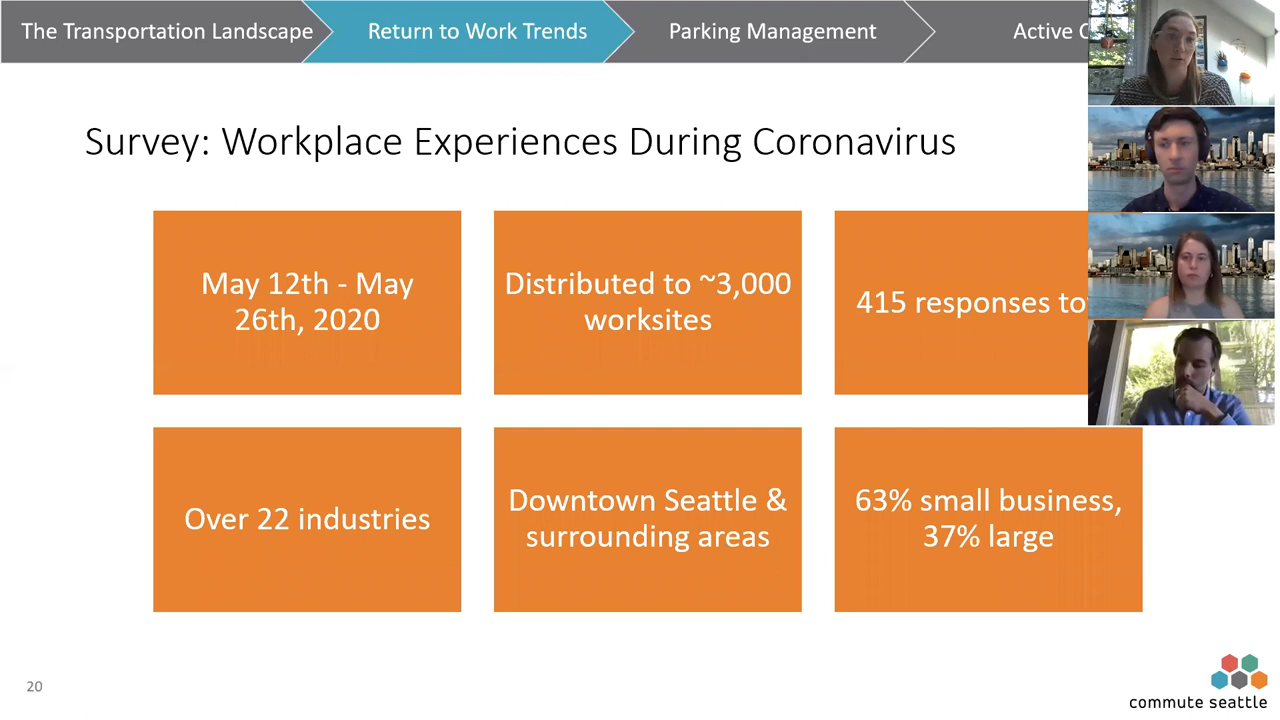 The Transportation Landscape
Return to Work Trends
Parking Management
Active
Survey: Workplace Experiences During Coronavirus
May 12th - May
26th, 2020
Distributed to ~3,000
worksites
415 responses
Over 22 industries
Downtown Seattle &
surrounding areas
63% small business,
37% large
20
commute seattle